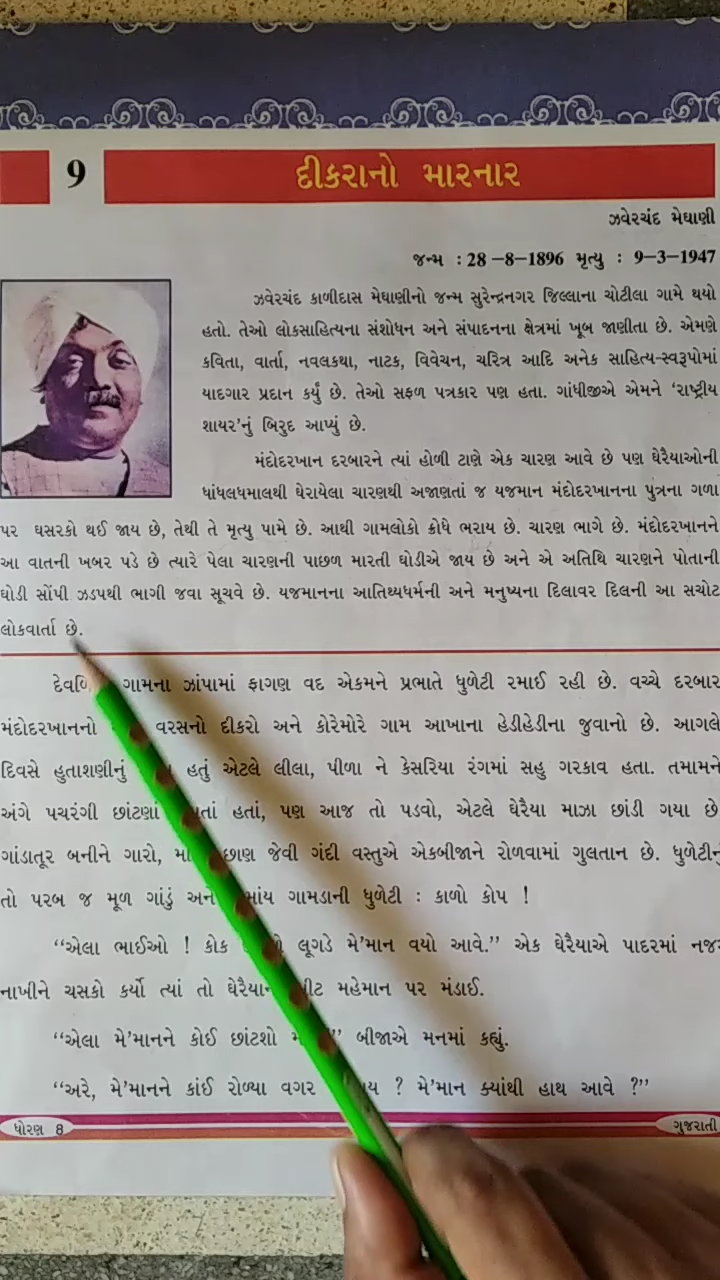 9
દીકરાનો મારનાર
ઝવેરચંદ મેઘાણી
જન્મ : 28 –8–1896 મૃત્યુ : 9–3–1947
ઝવેરચંદ કાળીદાસ મેઘાણીનો જન્મ સુરેન્દ્રનગર જિલ્લાના ચોટીલા ગામે થયો
હતો. તેઓ લોકસાહિત્યના સંશોધન અને સંપાદનના ક્ષેત્રમાં ખૂબ જાણીતા છે. એમણે
કવિતા, વાર્તા, નવલકથા, નાટક, વિવેચન, ચરિત્ર આદિ અનેક સાહિત્ય-સ્વરૂપોમાં
યાદગાર પ્રદાન કર્યું છે. તેઓ સફળ પત્રકાર પણ હતા. ગાંધીજીએ એમને ‘રાષ્ટ્રીય
શાયર’નું બિરુદ આપ્યું છે.
મંદોદરખાન દરબારને ત્યાં હોળી ટાણે એક ચારણ આવે છે પણ ઘેરૈયાઓની
ધાંધલધમાલથી ઘેરાયેલા ચારણથી અજાણતાં જ યજમાન મંદોદરખાનના પુત્રના ગળા
પર ઘસરકો થઈ જાય છે, તેથી તે મૃત્યુ પામે છે. આથી ગામલોકો ક્રોધે ભરાય છે. ચારણ ભાગે છે. મંદોદરખાનને
આ વાતની ખબર પડે છે ત્યારે પેલા ચારણની પાછળ મારતી ઘોડીએ જાય છે અને એ અતિથિ ચારણને પોતાની
ઘોડી સોંપી ઝડપથી ભાગી જવા સૂચવે છે. યજમાનના આતિથ્યધર્મની અને મનુષ્યના દિલાવર દિલની આ સચોટ
લોકવાર્તા છે.
ગામના ઝાંપામાં ફાગણ વદ એકમને પ્રભાતે ધુળેટી રમાઈ રહી છે. વચ્ચે દરબાર
મંદોદરખાનનો વરસનો દીકરો અને કોરેમોરે ગામ આખાના હેડીહેડીના જુવાનો છે. આગલે
દિવસે હુતાશણીનું હતું એટલે લીલા, પીળા ને કેસરિયા રંગમાં સહુ ગરકાવ હતા. તમામને
અંગે પચરંગી છાંટણાં હતાં, પણ આજ તો પડવો, એટલે ઘેરૈયા માઝા છાંડી ગયા છે
ગાંડાતૂર બનીને ગારો, છાણ જેવી ગંદી વસ્તુએ એકબીજાને રોળવામાં ગુલતાન છે. ધુળેટીનું
તો પરબ જ મૂળ ગાંડું અને ગામડાની ધુળેટી : કાળો કોપ !
“એલા ભાઈઓ ! કોક લૂગડે મે’માન વયો આવે.” એક ઘેરૈયાએ પાદરમાં નજર
નાખીને ચસકો કર્યો ત્યાં તો મીટ મહેમાન પર મંડાઈ.
“એલા મે’માનને કોઈ છાંટશો બીજાએ મનમાં કહ્યું.
“અરે, મે’માનને કાંઈ રોળ્યા વગર ? મે’માન ક્યાંથી હાથ આવે ?”
ધોરણ 8
ગુજરાતી